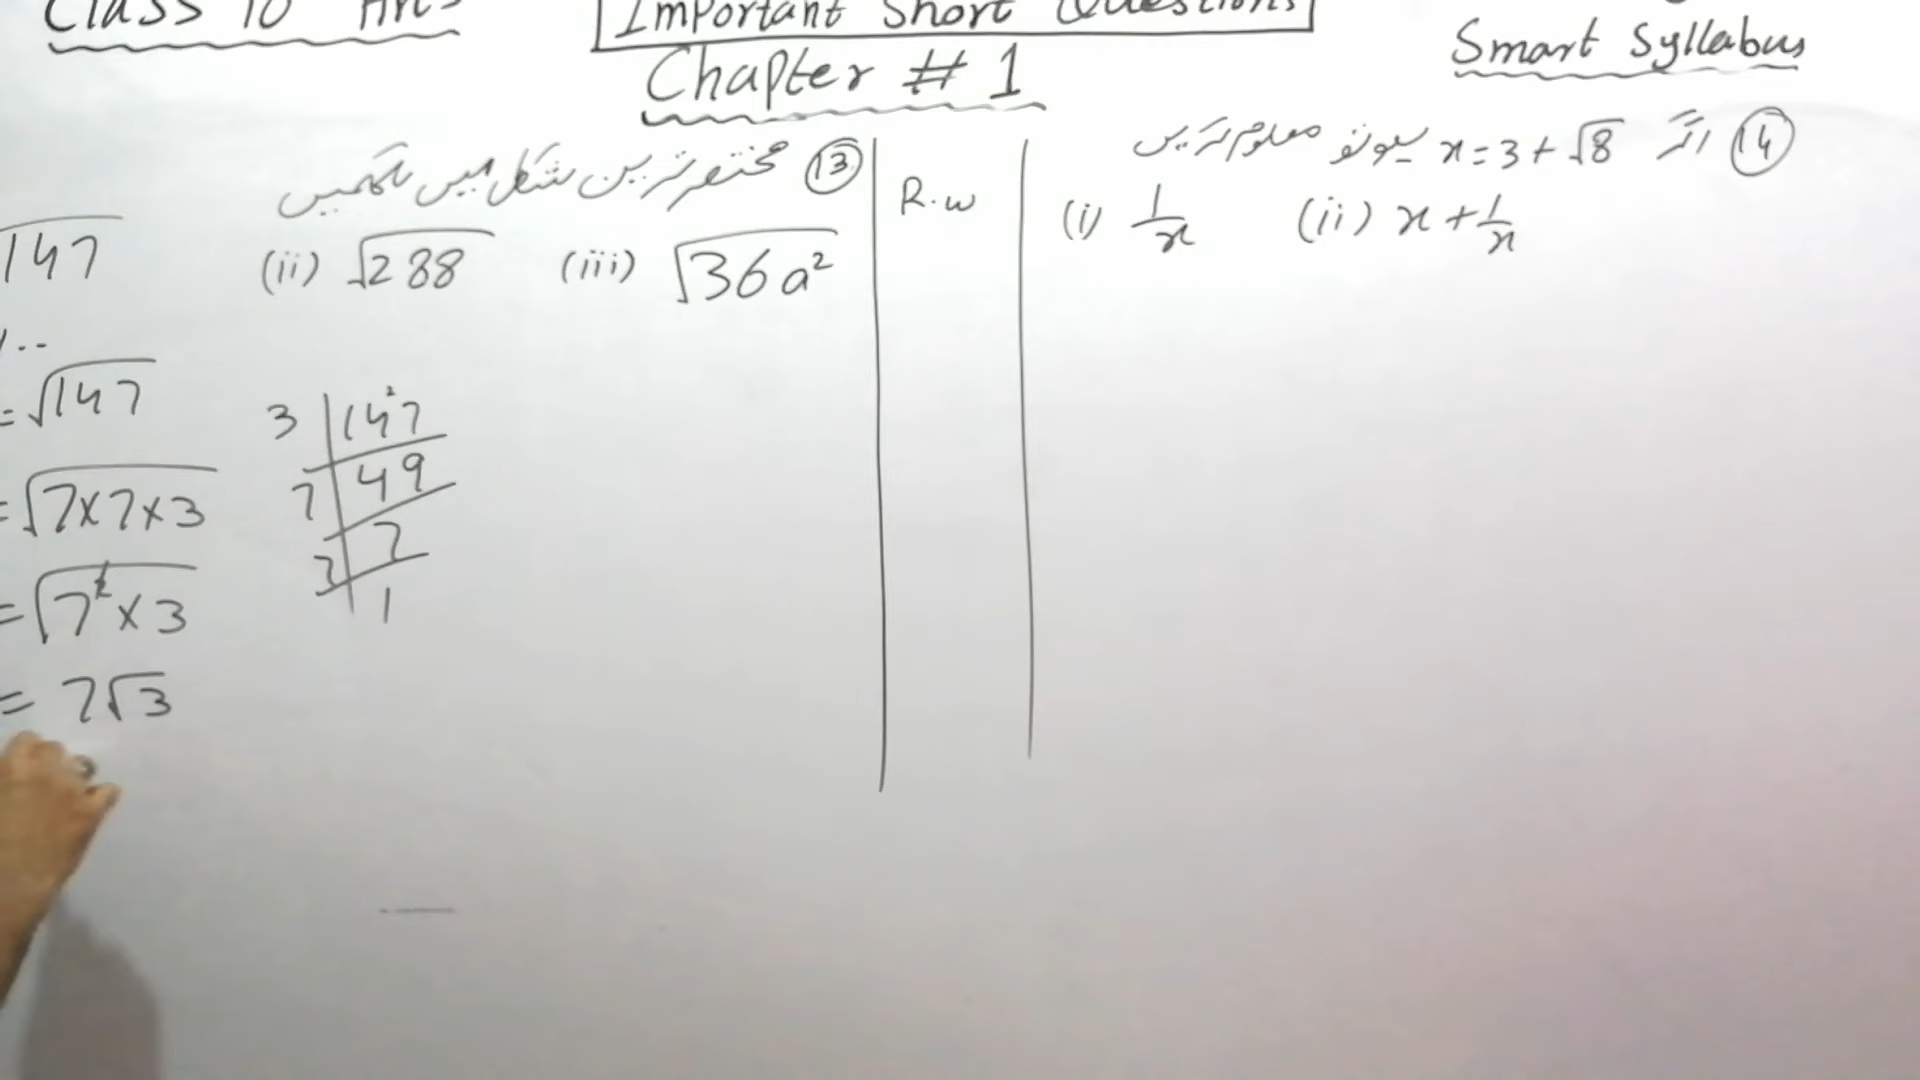 Class 10 Arts
Important Short Questions
Smart Syllabus
Chapter # 1
⑬ مختصر ترین شکل میں لکھیں
√147 (ii) √288 (iii) √36a²
= √147
= √7×7×3
= √7²×3
= 7√3
3 | 147
7 | 49
7 | 7
1
R.w
⑭ اگر x = 3 + √8 ہو تو معلوم کریں
(i) 1/x (ii) x + 1/x